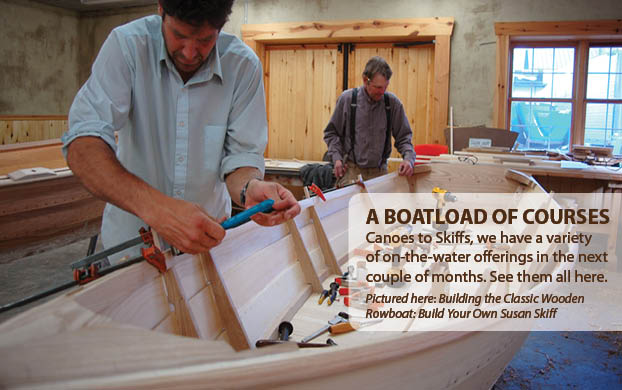 A BOATLOAD OF COURSES
Canoes to Skiffs, we have a variety
of on-the-water offerings in the next
couple of months. See them all here.
Pictured here: Building the Classic Wooden
Rowboat: Build Your Own Susan Skiff